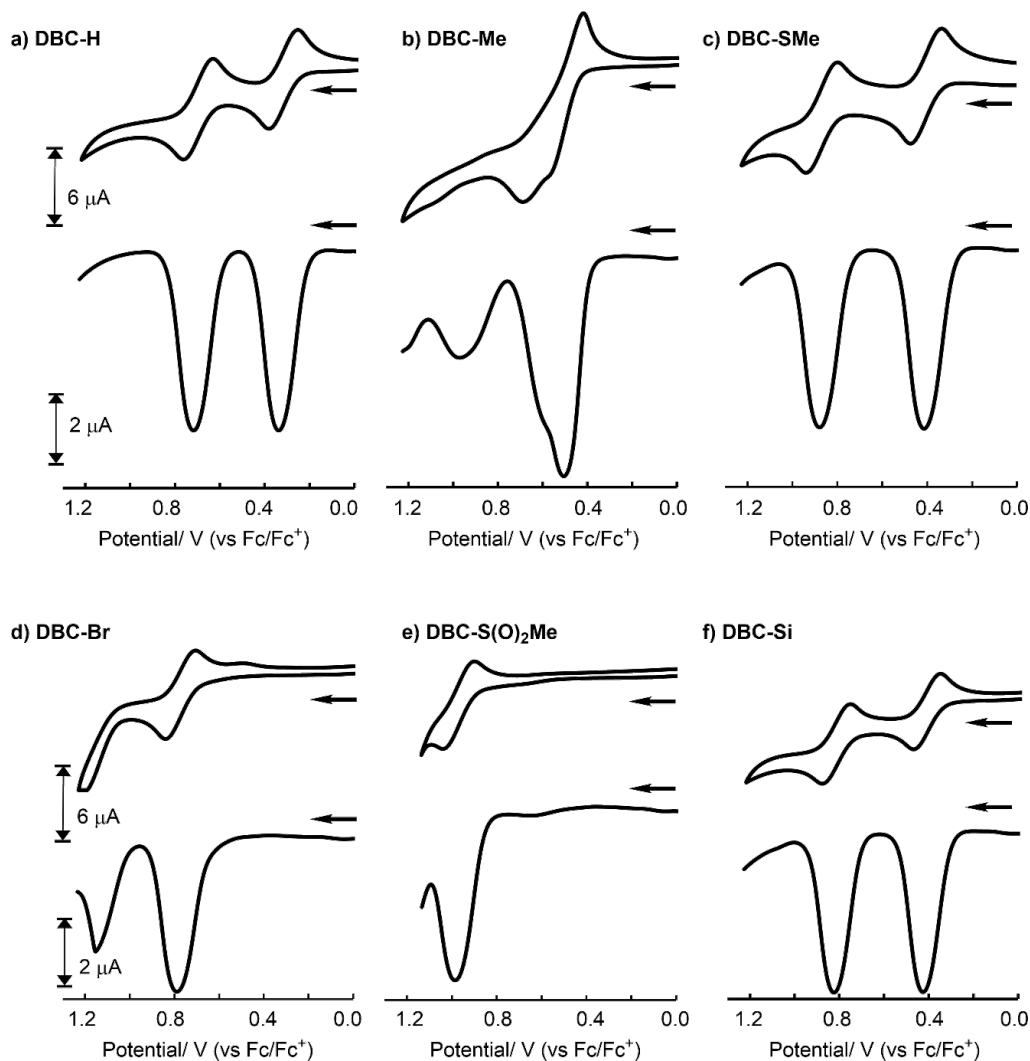 a) DBC-H
b) DBC-Me
c) DBC-SMe
6 μA
2 μA
1.2 0.8 0.4 0.0
1.2 0.8 0.4 0.0
1.2 0.8 0.4 0.0
Potential/ V (vs Fc/Fc⁺)
Potential/ V (vs Fc/Fc⁺)
Potential/ V (vs Fc/Fc⁺)
d) DBC-Br
e) DBC-S(O)₂Me
f) DBC-Si
6 μA
2 μA
1.2 0.8 0.4 0.0
1.2 0.8 0.4 0.0
1.2 0.8 0.4 0.0
Potential/ V (vs Fc/Fc⁺)
Potential/ V (vs Fc/Fc⁺)
Potential/ V (vs Fc/Fc⁺)